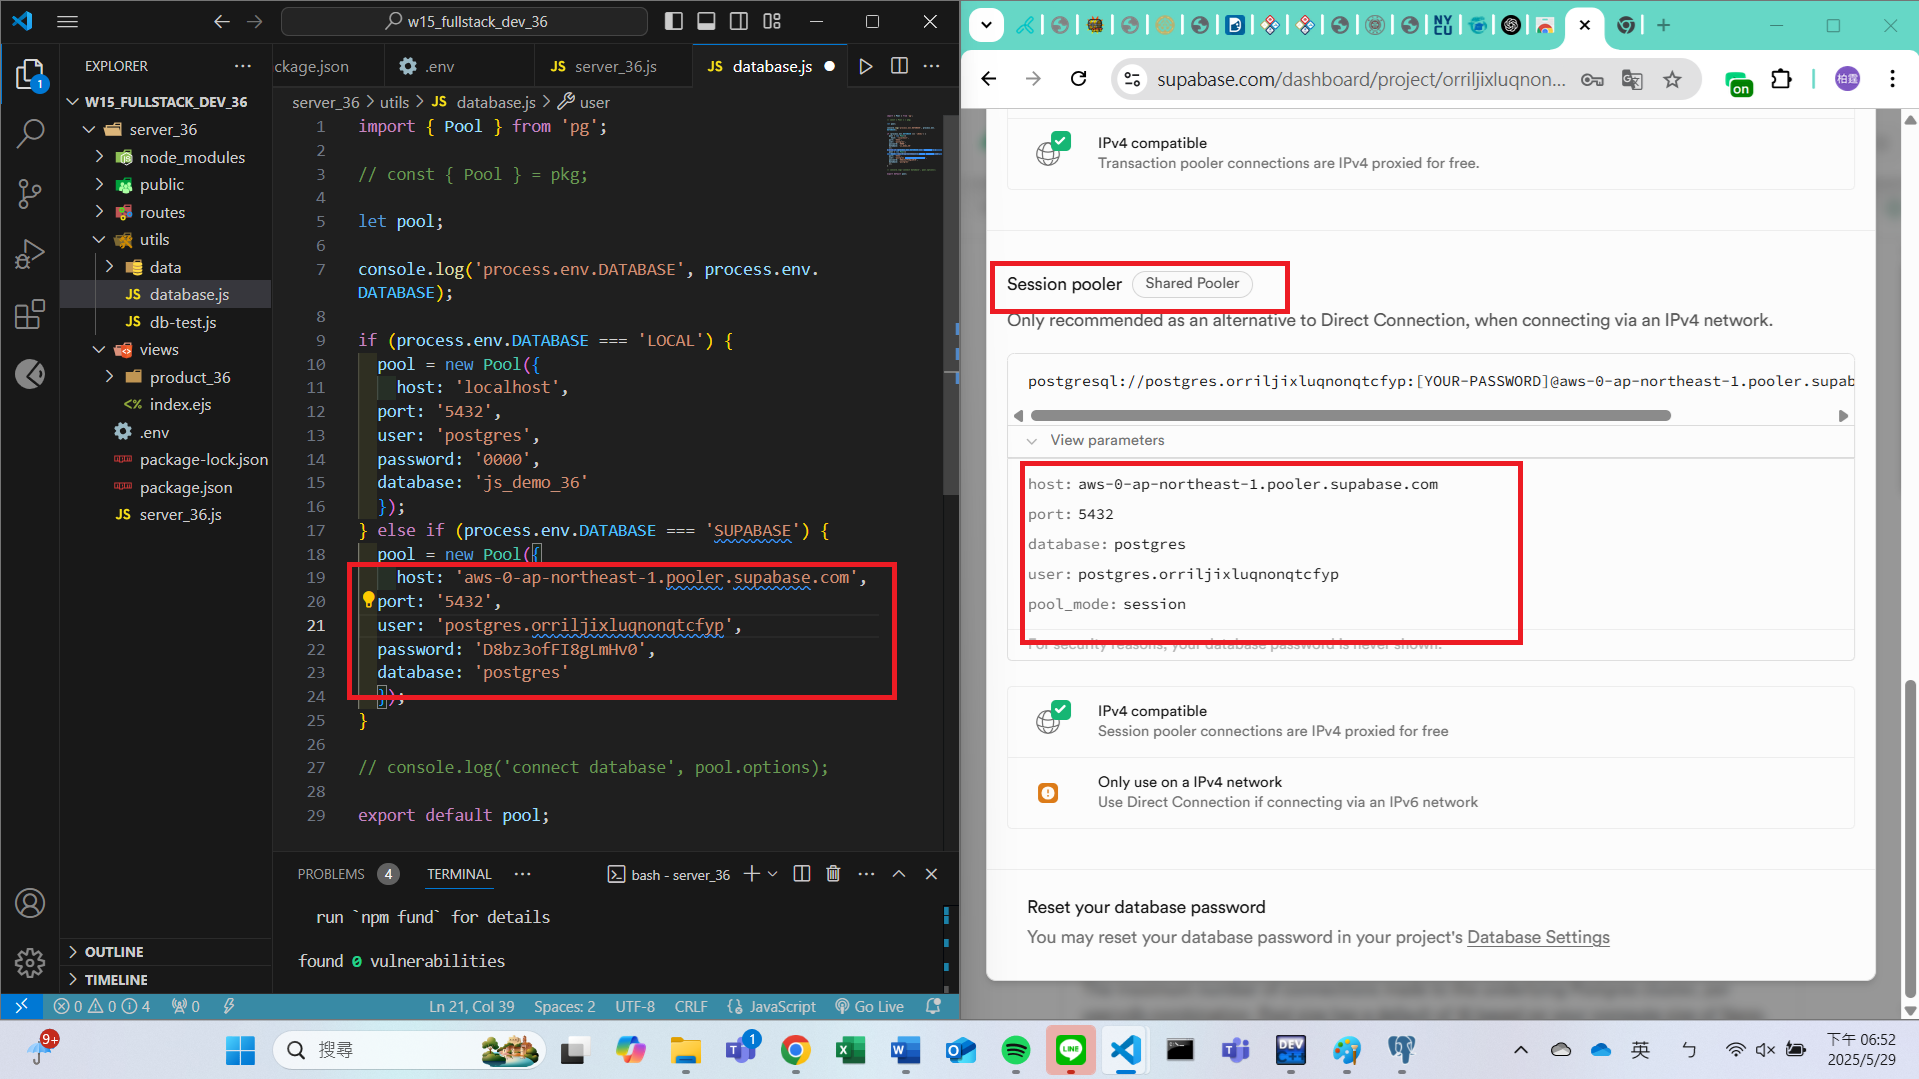 w15_fullstack_dev_36
EXPLORER
W15_FULLSTACK_DEV_36
server_36
node_modules
public
routes
utils
data
database.js
db-test.js
views
product_36
index.ejs
.env
package-lock.json
package.json
server_36.js
OUTLINE
TIMELINE
ckage.json
.env
JS server_36.js
JS database.js
server_36 > utils > JS database.js > user
1 import { Pool } from 'pg';
2
3 // const { Pool } = pkg;
4
5 let pool;
6
7 console.log('process.env.DATABASE', process.env.
DATABASE);
8
9 if (process.env.DATABASE === 'LOCAL') {
10 pool = new Pool({
11 host: 'localhost',
12 port: '5432',
13 user: 'postgres',
14 password: '0000',
15 database: 'js_demo_36'
16 });
17 } else if (process.env.DATABASE === 'SUPABASE') {
18 pool = new Pool({
19 host: 'aws-0-ap-northeast-1.pooler.supabase.com',
20 port: '5432',
21 user: 'postgres.orriljixluqnonqtcfyp',
22 password: 'D8bz3ofFI8gLmHv0',
23 database: 'postgres'
24 });
25 }
26
27 // console.log('connect database', pool.options);
28
29 export default pool;
PROBLEMS 4 TERMINAL
bash - server_36
run `npm fund` for details
found 0 vulnerabilities
0 0 4 0
Ln 21, Col 39 Spaces: 2 UTF-8 CRLF {} JavaScript Go Live
supabase.com/dashboard/project/orriljixluqnon...
on
柏霆
IPv4 compatible
Transaction pooler connections are IPv4 proxied for free.
Session pooler Shared Pooler
Only recommended as an alternative to Direct Connection, when connecting via an IPv4 network.
postgresql://postgres.orriljixluqnonqtcfyp:[YOUR-PASSWORD]@aws-0-ap-northeast-1.pooler.supab
View parameters
host: aws-0-ap-northeast-1.pooler.supabase.com
port: 5432
database: postgres
user: postgres.orriljixluqnonqtcfyp
pool_mode: session
For security reasons, your database password is never shown.
IPv4 compatible
Session pooler connections are IPv4 proxied for free
Only use on a IPv4 network
Use Direct Connection if connecting via an IPv6 network
Reset your database password
You may reset your database password in your project's Database Settings
9+
搜尋
英
下午 06:52
2025/5/29